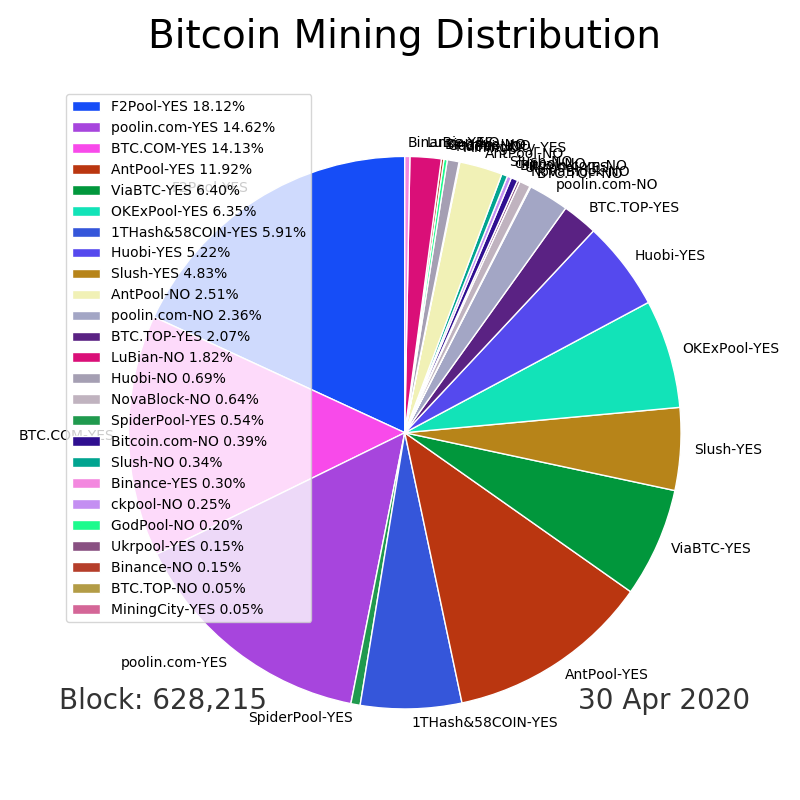 Bitcoin Mining Distribution
F2Pool-YES 18.12%
poolin.com-YES 14.62%
BTC.COM-YES 14.13%
AntPool-YES 11.92%
ViaBTC-YES 6.40%
OKExPool-YES 6.35%
1THash&58COIN-YES 5.91%
Huobi-YES 5.22%
Slush-YES 4.83%
AntPool-NO 2.51%
poolin.com-NO 2.36%
BTC.TOP-YES 2.07%
LuBian-NO 1.82%
Huobi-NO 0.69%
NovaBlock-NO 0.64%
SpiderPool-YES 0.54%
Bitcoin.com-NO 0.39%
Slush-NO 0.34%
Binance-YES 0.30%
ckpool-NO 0.25%
GodPool-NO 0.20%
Ukrpool-YES 0.15%
Binance-NO 0.15%
BTC.TOP-NO 0.05%
MiningCity-YES 0.05%
AntPool-NO
BTC.TOP-NO
poolin.com-NO
BTC.TOP-YES
Huobi-YES
OKExPool-YES
Slush-YES
ViaBTC-YES
AntPool-YES
1THash&58COIN-YES
SpiderPool-YES
poolin.com-YES
BTC.COM-YES
Block: 628,215
30 Apr 2020